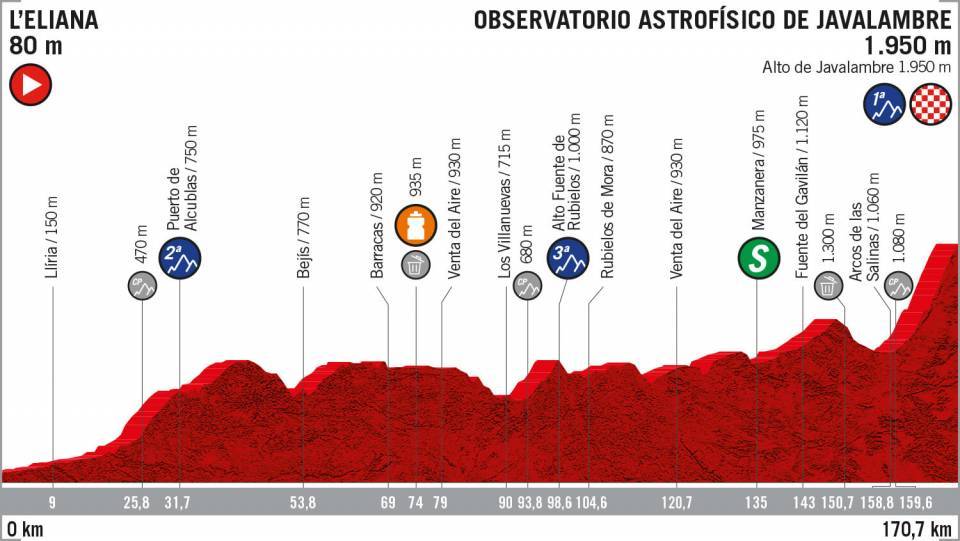 L'ELIANA
80 m
OBSERVATORIO ASTROFÍSICO DE JAVALAMBRE
1.950 m
Alto de Javalambre 1.950 m
1ª
Llíria / 150 m
470 m
CP
Puerto de
Alcublas / 750 m
2ª
Bejís / 770 m
Barracas / 920 m
935 m
Venta del Aire / 930 m
Los Villanuevas / 715 m
680 m
CP
Alto Fuente de
Rubielos / 1.000 m
3ª
Rubielos de Mora / 870 m
Venta del Aire / 930 m
Manzanera / 975 m
S
Fuente del Gavilán / 1.120 m
1.300 m
Arcos de las
Salinas / 1.060 m
1.080 m
CP
9 25,8 31,7 53,8 69 74 79 90 93,8 98,6 104,6 120,7 135 143 150,7 158,8 159,6
0 km
170,7 km